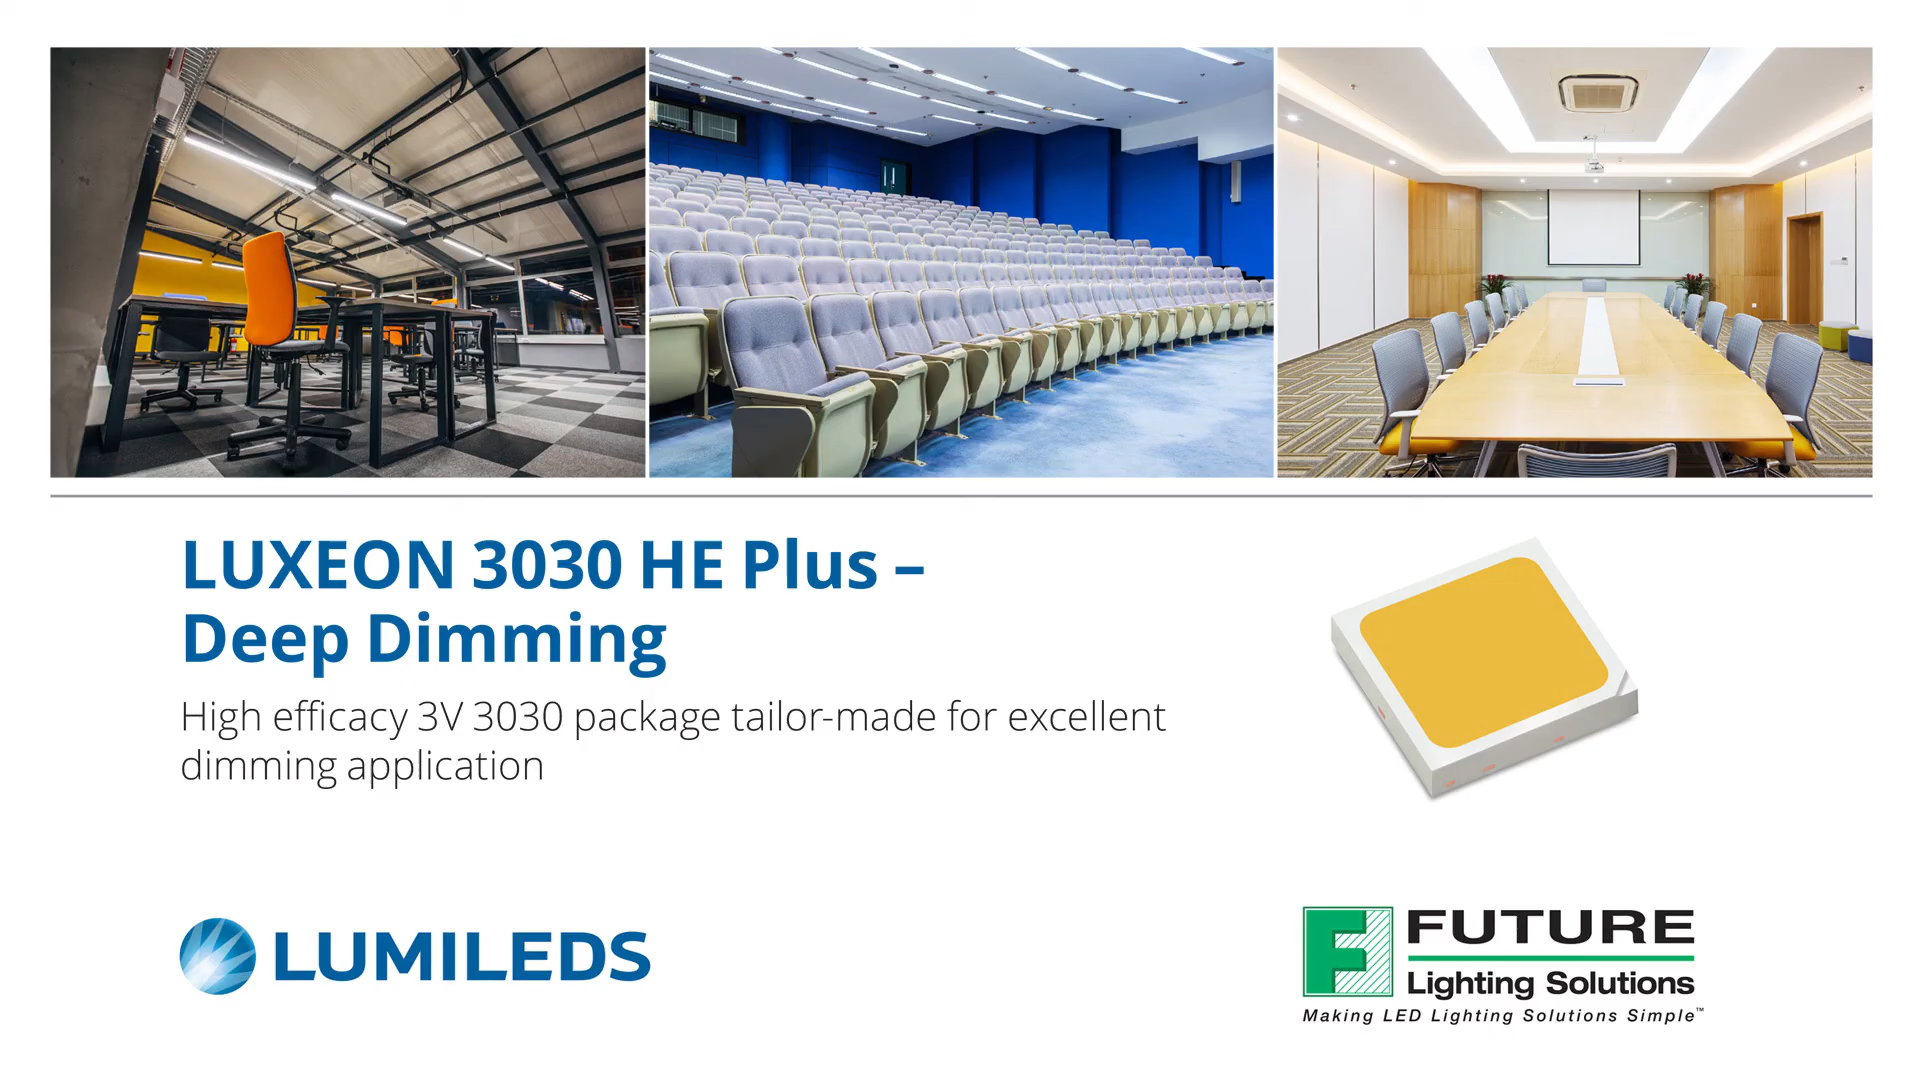 LUXEON 3030 HE Plus –
Deep Dimming
High efficacy 3V 3030 package tailor-made for excellent
dimming application
LUMILEDS
F
FUTURE
Lighting Solutions
Making LED Lighting Solutions Simple™